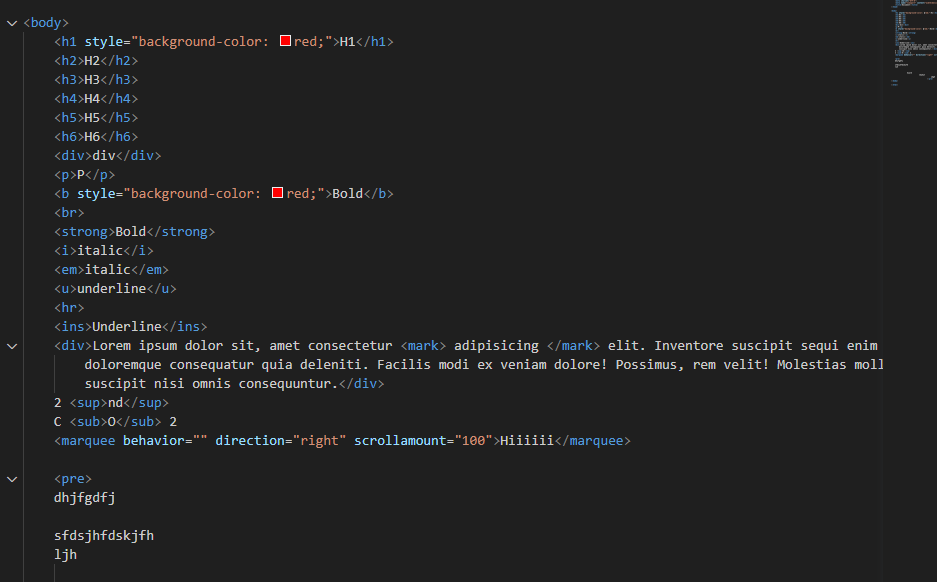 <body>
<h1 style="background-color: red;">H1</h1>
<h2>H2</h2>
<h3>H3</h3>
<h4>H4</h4>
<h5>H5</h5>
<h6>H6</h6>
<div>div</div>
<p>P</p>
<b style="background-color: red;">Bold</b>
<br>
<strong>Bold</strong>
<i>italic</i>
<em>italic</em>
<u>underline</u>
<hr>
<ins>Underline</ins>
<div>Lorem ipsum dolor sit, amet consectetur <mark> adipisicing </mark> elit. Inventore suscipit sequi enim
doloremque consequatur quia deleniti. Facilis modi ex veniam dolore! Possimus, rem velit! Molestias moll
suscipit nisi omnis consequuntur.</div>
2 <sup>nd</sup>
C <sub>O</sub> 2
<marquee behavior="" direction="right" scrollamount="100">Hiiiiii</marquee>
<pre>
dhjfgdfj
sfdsjhfdskjfh
ljh